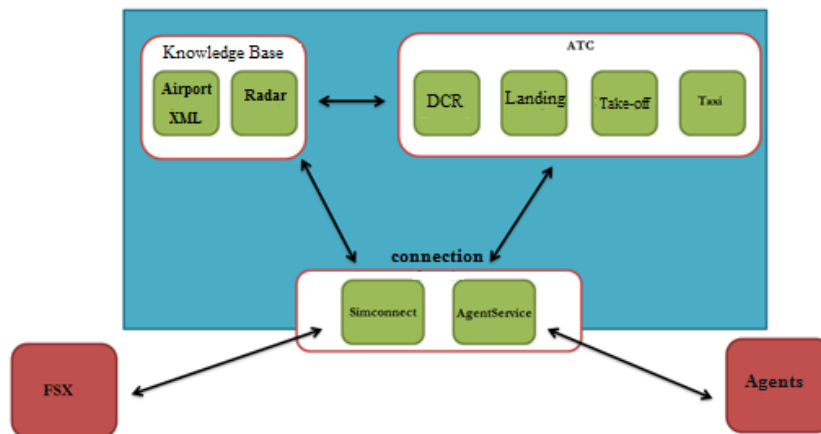 Knowledge Base
Airport
XML
Radar
ATC
DCR
Landing
Take-off
Taxi
connection
Simconnect
AgentService
FSX
Agents